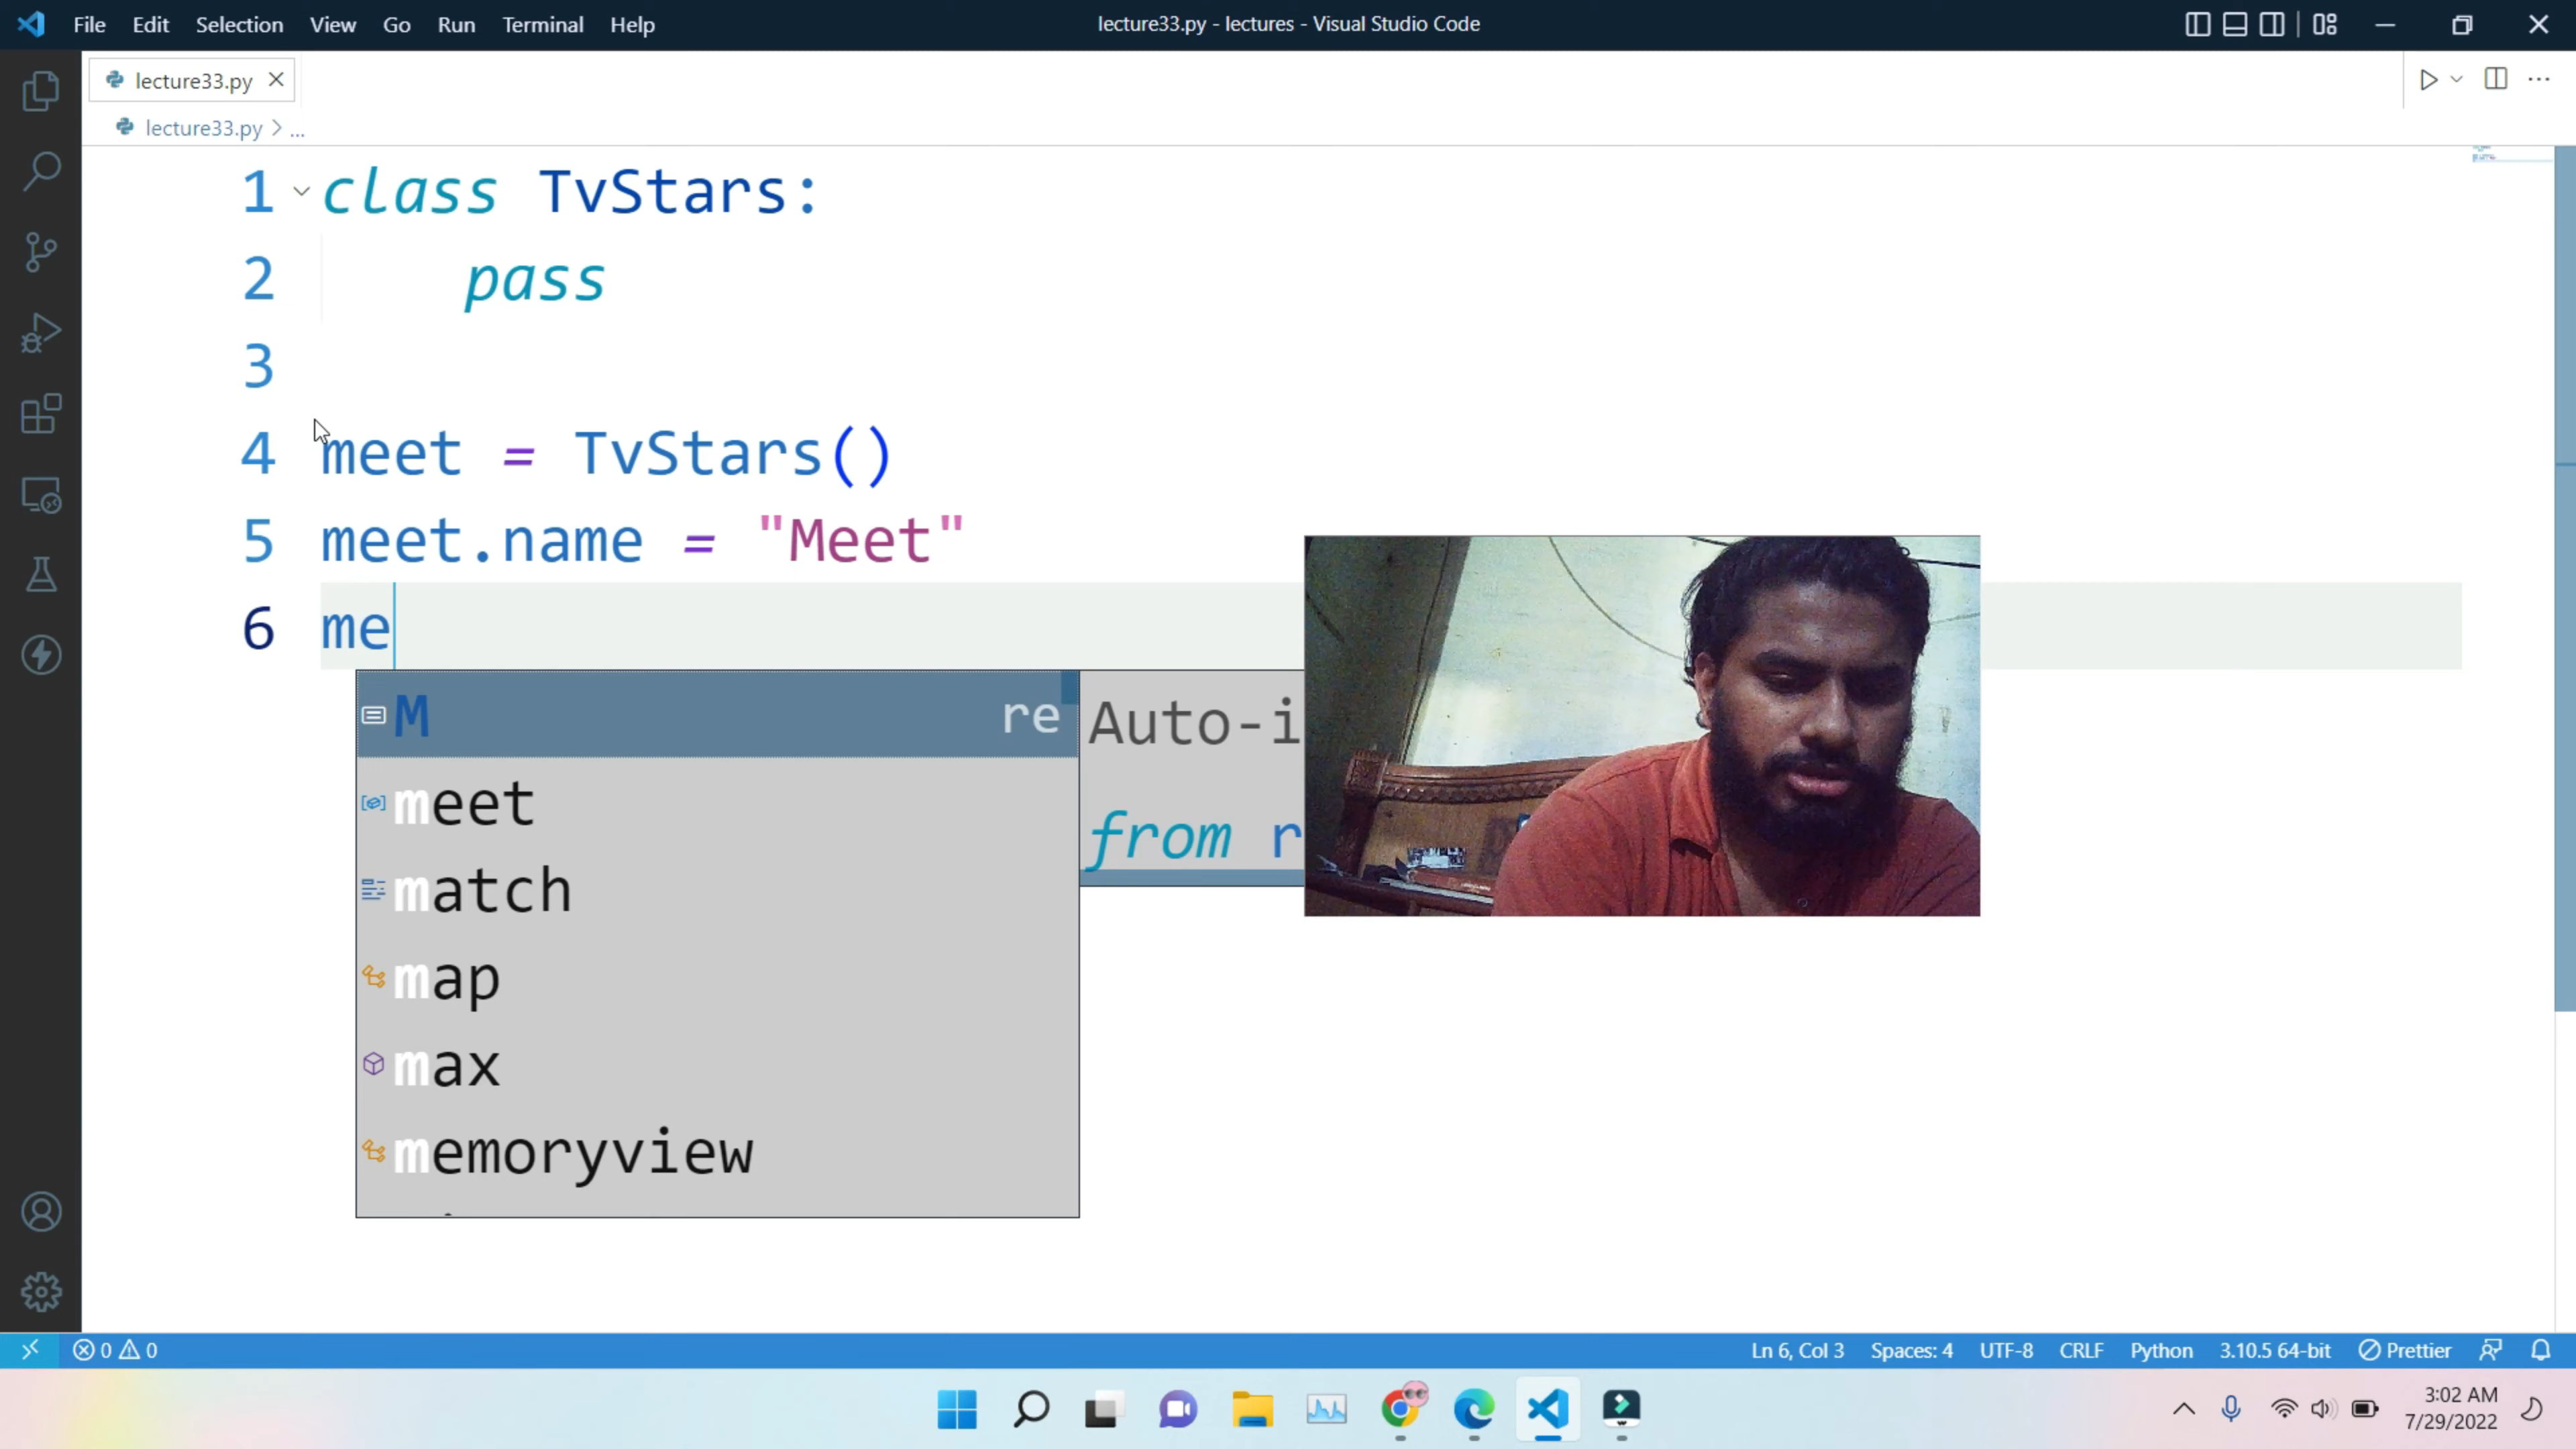 File Edit Selection View Go Run Terminal Help
lecture33.py - lectures - Visual Studio Code
lecture33.py
lecture33.py > ...
1 class TvStars:
2 pass
3
4 meet = TvStars()
5 meet.name = "Meet"
6 me
M re
Auto-i
meet
from r
match
map
max
memoryview
0 0 Ln 6, Col 3 Spaces: 4 UTF-8 CRLF Python 3.10.5 64-bit Prettier
3:02 AM
7/29/2022